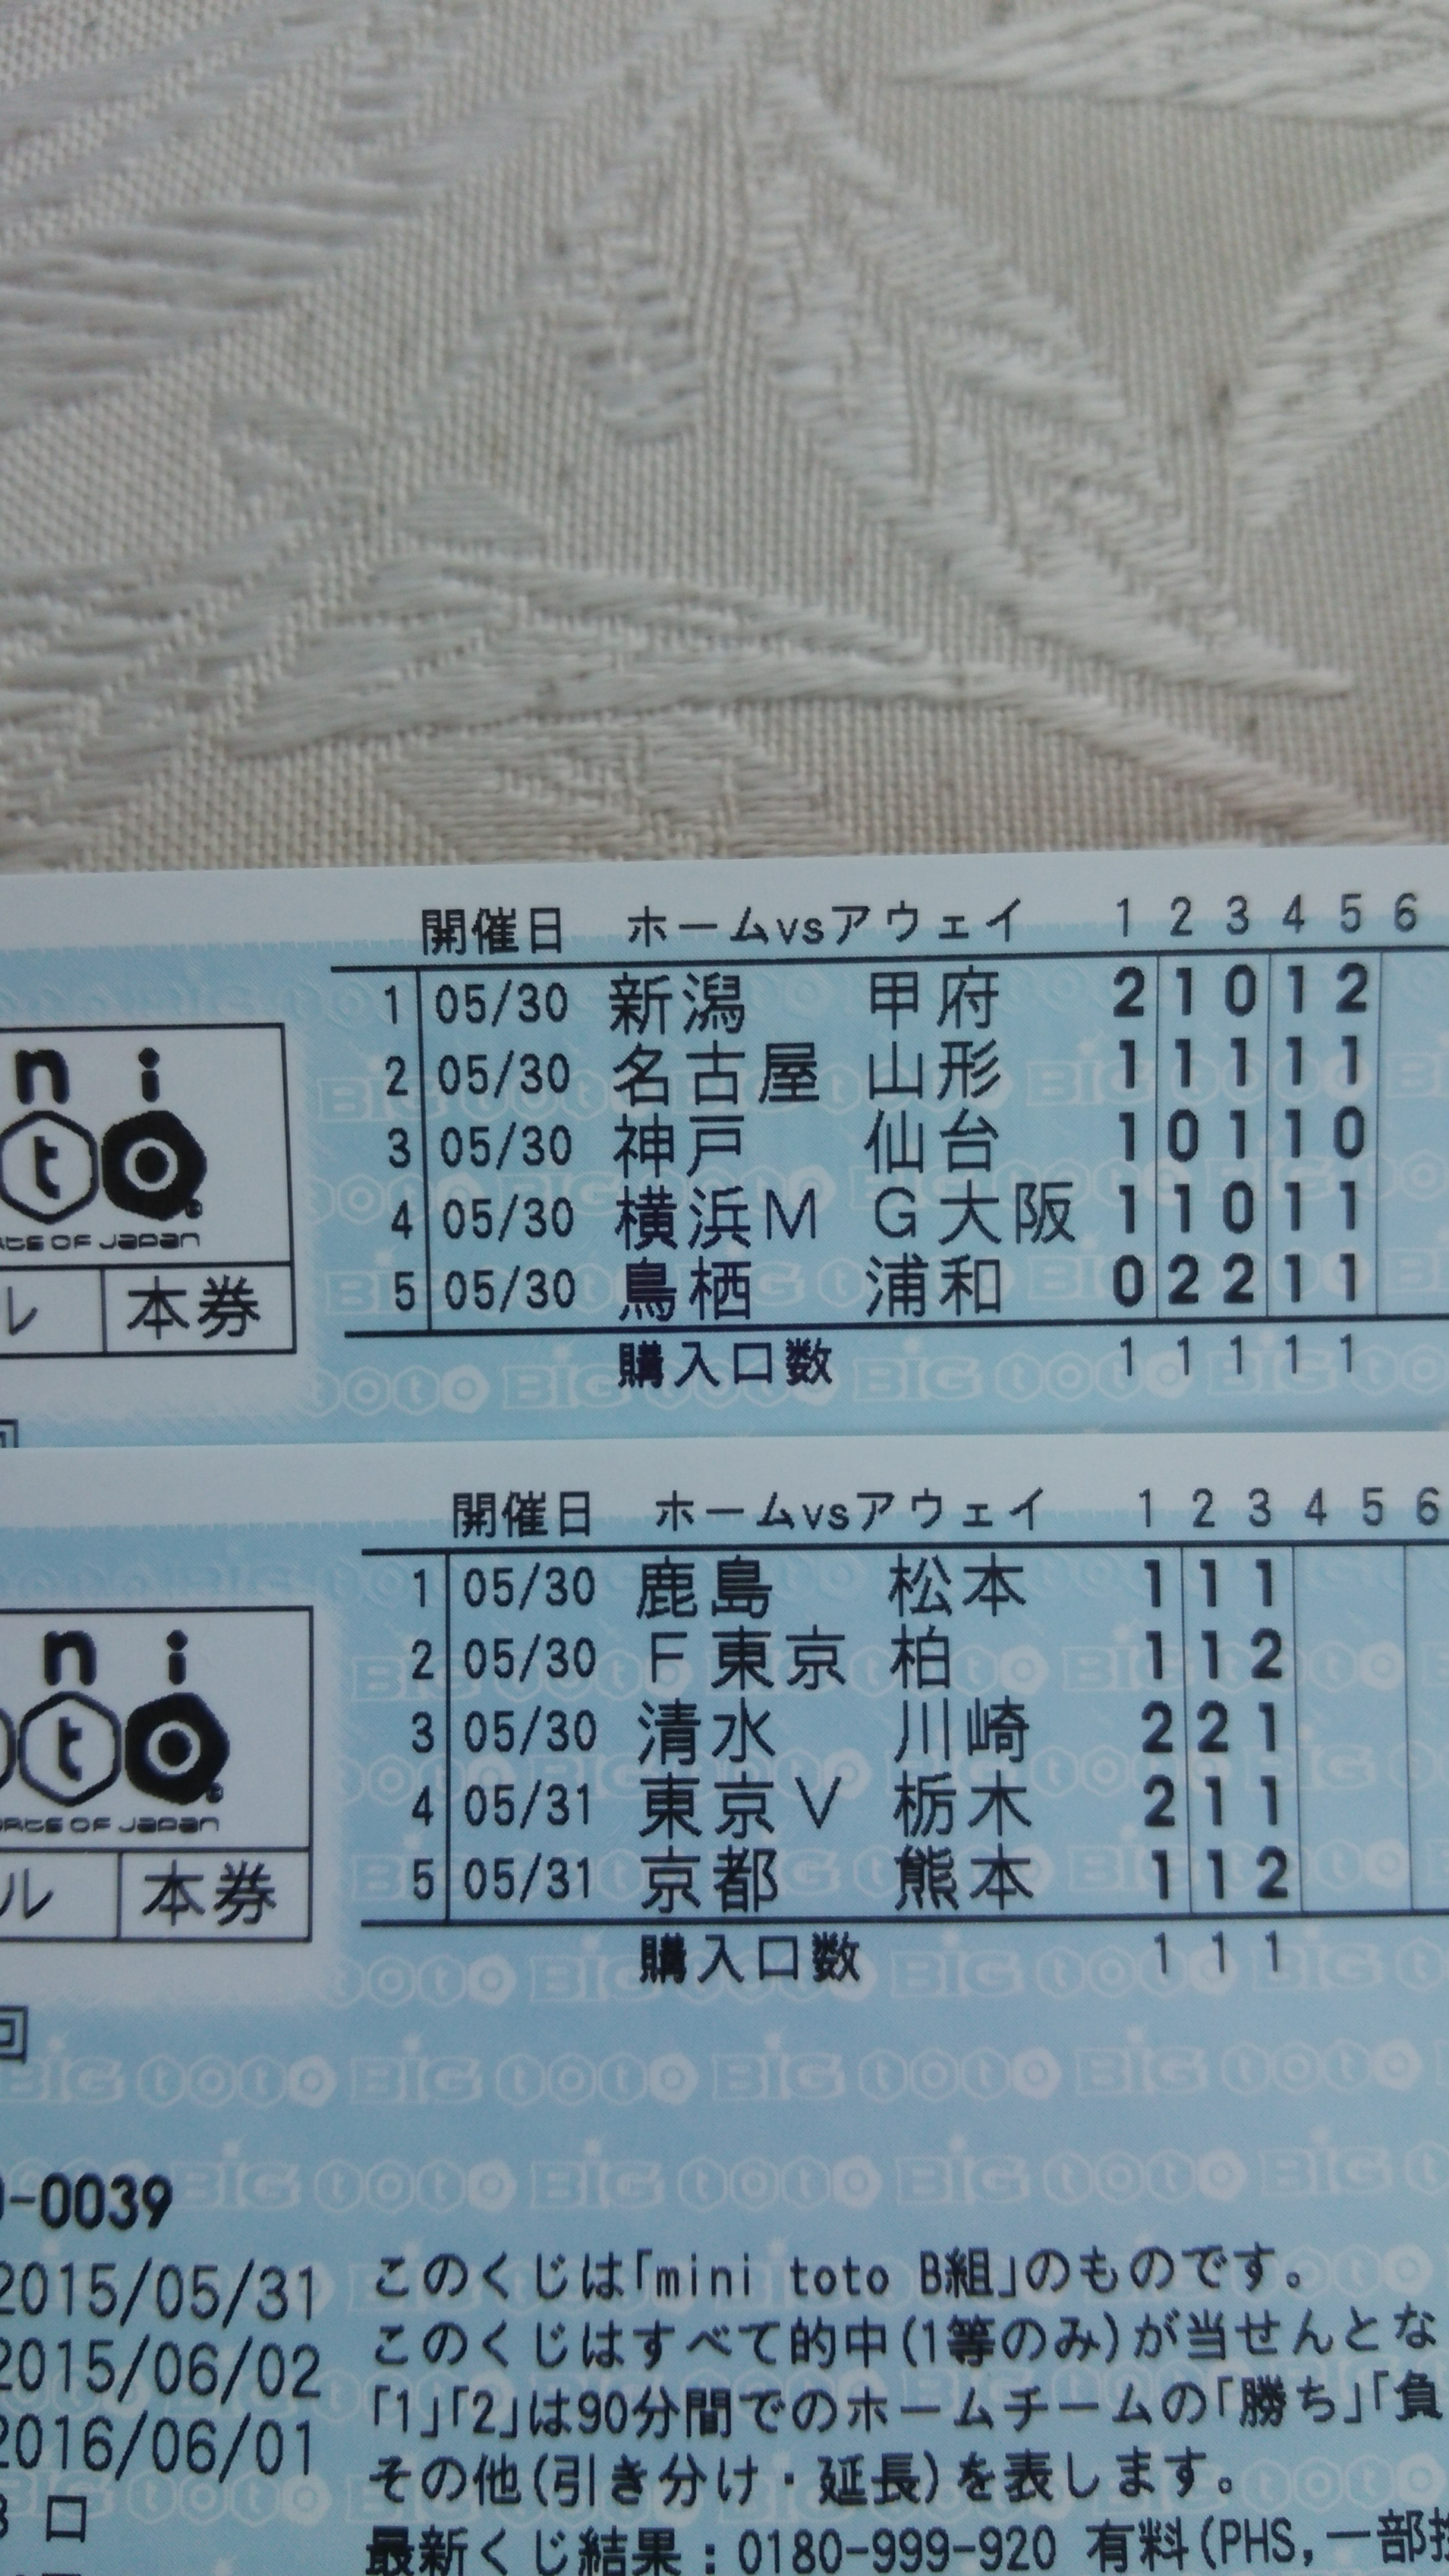 開催日 ホームvsアウェイ 1 2 3 4 5 6
1 05/30 新潟 甲府 2 1 0 1 2
2 05/30 名古屋 山形 1 1 1 1 1
3 05/30 神戸 仙台 1 0 1 1 0
4 05/30 横浜M G大阪 1 1 0 1 1
5 05/30 鳥栖 浦和 0 2 2 1 1
購入口数 1 1 1 1 1
ni
to
OF JAPAN
ル 本券
回
開催日 ホームvsアウェイ 1 2 3 4 5 6
1 05/30 鹿島 松本 1 1 1
2 05/30 F東京 柏 1 1 2
3 05/30 清水 川崎 2 2 1
4 05/31 東京V 栃木 2 1 1
5 05/31 京都 熊本 1 1 2
購入口数 1 1 1
ni
oto
OF JAPAN
ル 本券
回
-0039
2015/05/31
2015/06/02
2016/06/01
3 口
このくじは「mini toto B組」のものです。
このくじはすべて的中(1等のみ)が当せんとな
「1」「2」は90分間でのホームチームの「勝ち」「負
その他(引き分け・延長)を表します。
最新くじ結果:0180-999-920 有料(PHS,一部